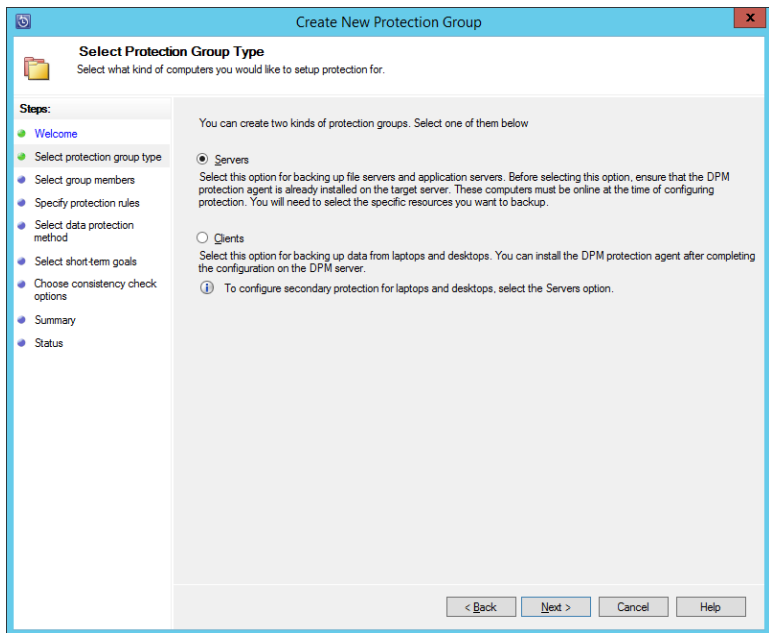 Create New Protection Group
x
Select Protection Group Type
Select what kind of computers you would like to setup protection for.
Steps:
Welcome
Select protection group type
Select group members
Specify protection rules
Select data protection
method
Select short-term goals
Choose consistency check
options
Summary
Status
You can create two kinds of protection groups. Select one of them below
Servers
Select this option for backing up file servers and application servers. Before selecting this option, ensure that the DPM
protection agent is already installed on the target server. These computers must be online at the time of configuring
protection. You will need to select the specific resources you want to backup.
Clients
Select this option for backing up data from laptops and desktops. You can install the DPM protection agent after completing
the configuration on the DPM server.
To configure secondary protection for laptops and desktops, select the Servers option.
< Back Next > Cancel Help